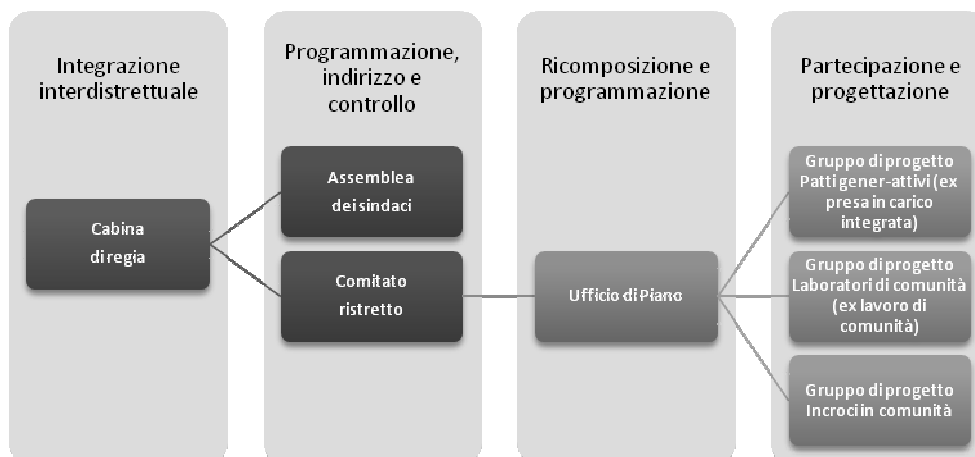 Integrazione
interdistrettuale
Programmazione,
indirizzo e
controllo
Ricomposizione e
programmazione
Partecipazione e
progettazione
Cabina
di regia
Assemblea
dei sindaci
Comitato
ristretto
Ufficio di Piano
Gruppo di progetto
Patti gener-attivi (ex
presa in carico
integrata)
Gruppo di progetto
Laboratori di comunità
(ex lavoro di
comunità)
Gruppo di progetto
Incroci in comunità